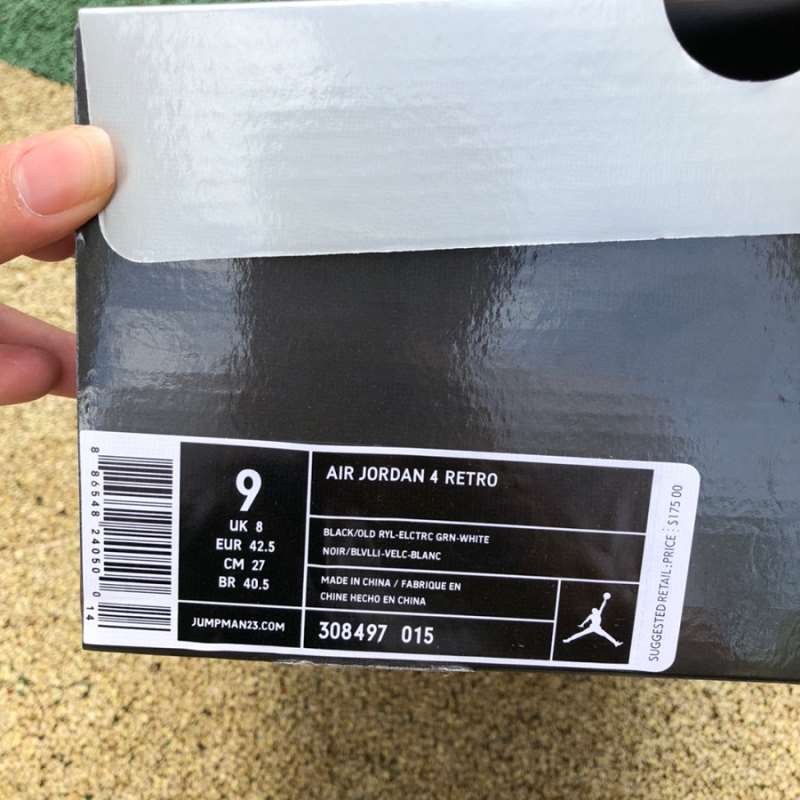 8 86548 24050 0 14
9
UK 8
EUR 42.5
CM 27
BR 40.5
JUMPMAN23.COM
AIR JORDAN 4 RETRO
BLACK/OLD RYL-ELCTRC GRN-WHITE
NOIR/BLVLLI-VELC-BLANC
MADE IN CHINA / FABRIQUE EN
CHINE HECHO EN CHINA
308497 015
SUGGESTED RETAIL:PRICE : $175 00